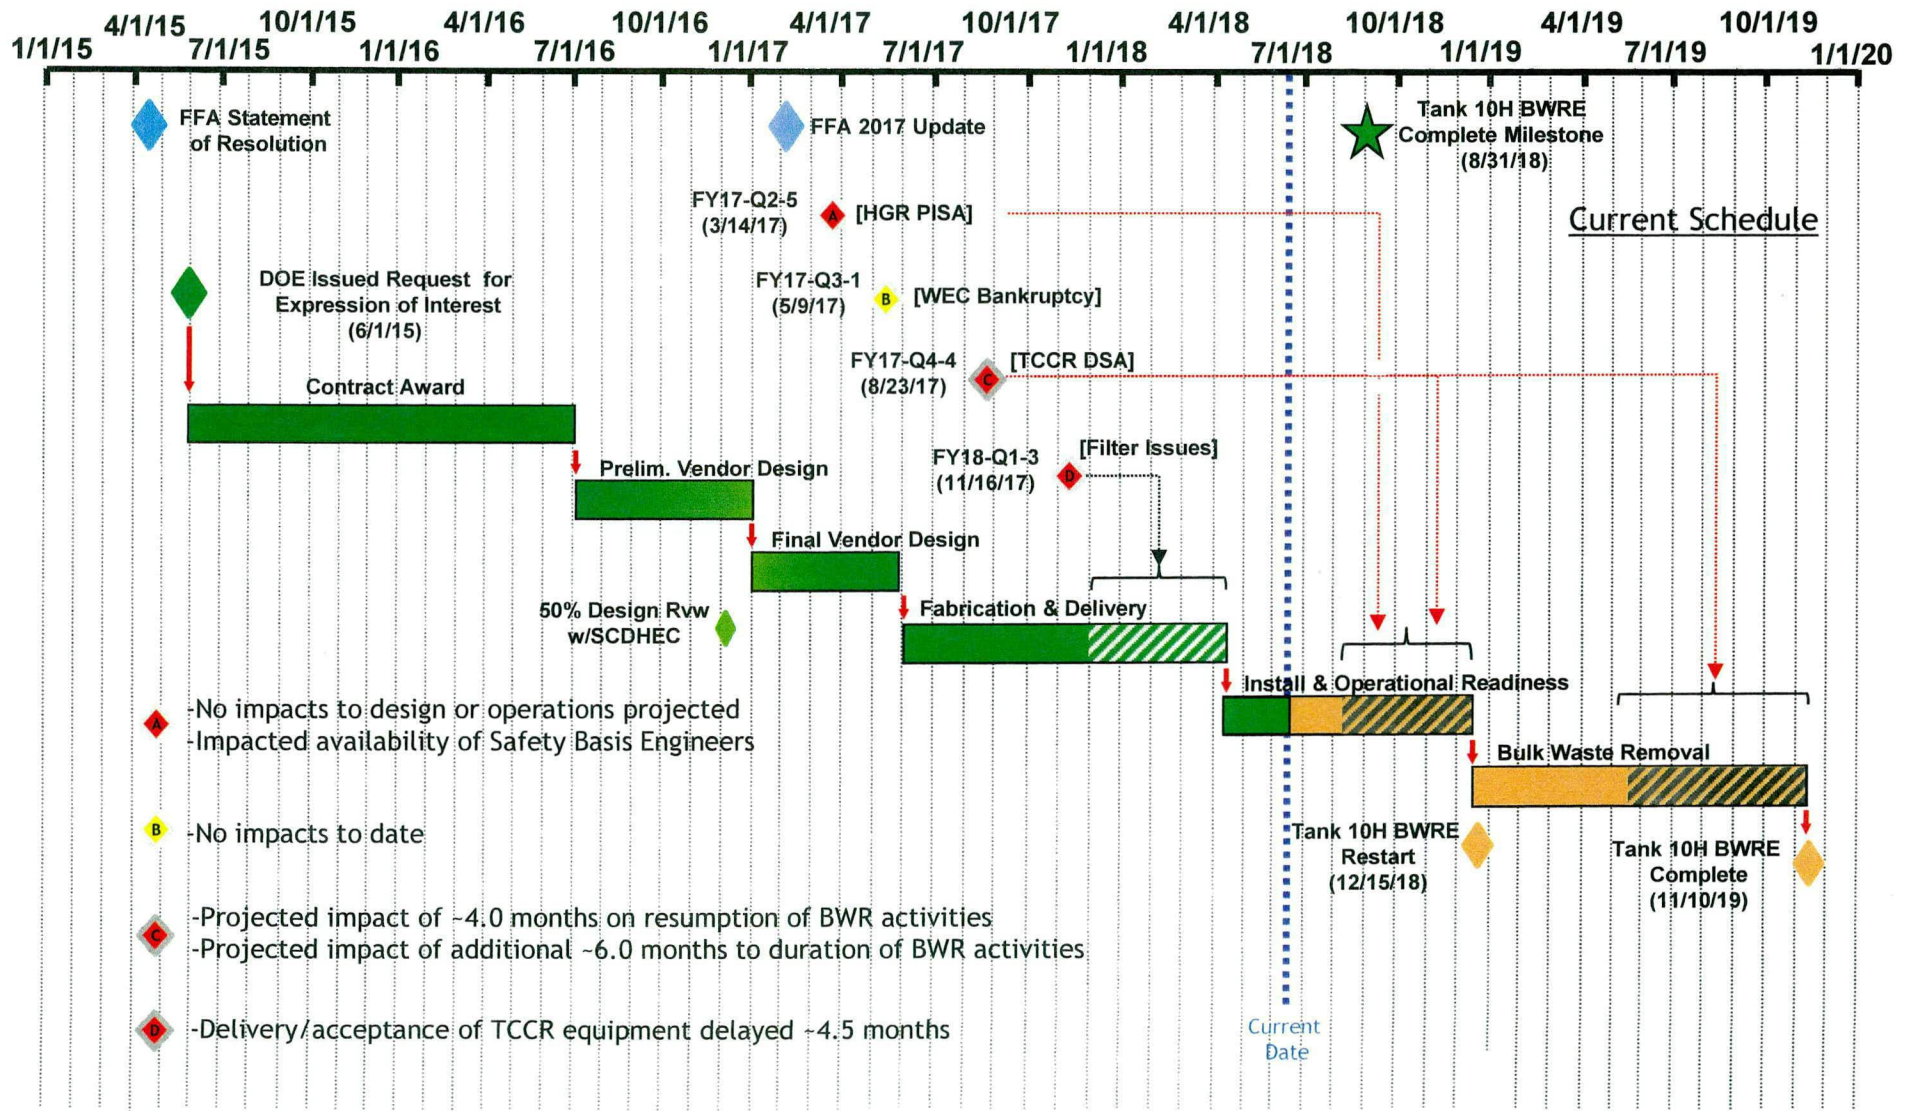 4/1/15 10/1/15 4/1/16 10/1/16 4/1/17 10/1/17 4/1/18 10/1/18 4/1/19 10/1/19
1/1/15 7/1/15 1/1/16 7/1/16 1/1/17 7/1/17 1/1/18 7/1/18 1/1/19 7/1/19 1/1/20
FFA Statement
of Resolution
FFA 2017 Update
Tank 10H BWRE
Complete Milestone
(8/31/18)
FY17-Q2-5
(3/14/17)
A
[HGR PISA]
Current Schedule
DOE Issued Request for
Expression of Interest
(6/1/15)
FY17-Q3-1
(5/9/17)
B
[WEC Bankruptcy]
FY17-Q4-4
(8/23/17)
C
[TCCR DSA]
Contract Award
FY18-Q1-3
(11/16/17)
D
[Filter Issues]
Prelim. Vendor Design
Final Vendor Design
50% Design Rvw
w/SCDHEC
Fabrication & Delivery
Install & Operational Readiness
Bulk Waste Removal
Tank 10H BWRE
Restart
(12/15/18)
Tank 10H BWRE
Complete
(11/10/19)
A
-No impacts to design or operations projected
-Impacted availability of Safety Basis Engineers
B
-No impacts to date
C
-Projected impact of ~4.0 months on resumption of BWR activities
-Projected impact of additional ~6.0 months to duration of BWR activities
D
-Delivery/acceptance of TCCR equipment delayed ~4.5 months
Current
Date